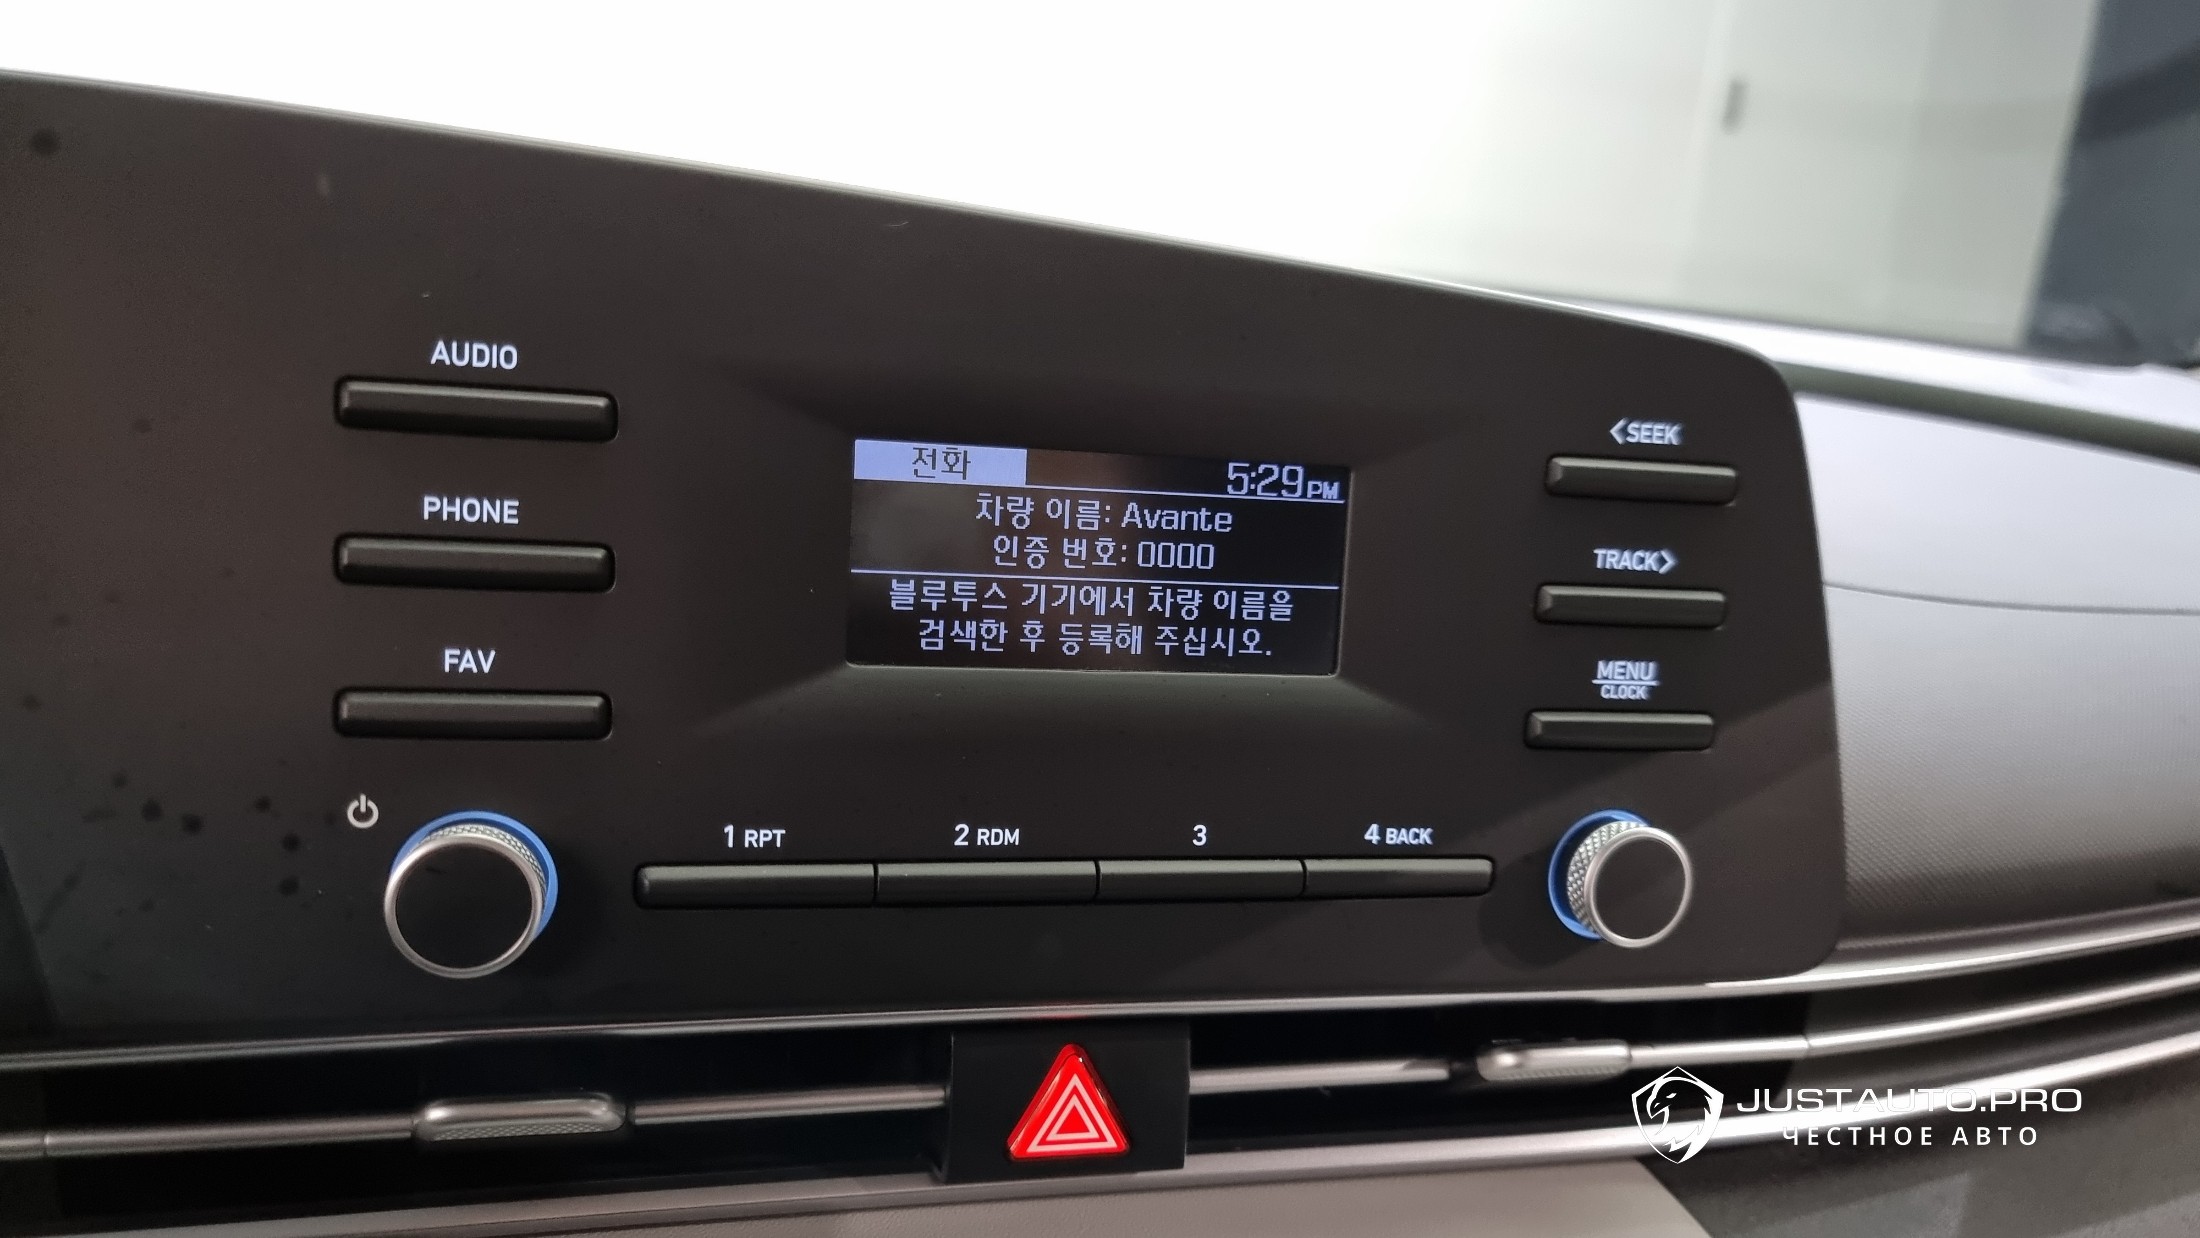 AUDIO
PHONE
FAV
전화
5:29PM
차량 이름: Avante
인증 번호: 0000
블루투스 기기에서 차량 이름을
검색한 후 등록해 주십시오.
<SEEK
TRACK>
MENU
CLOCK
1 RPT
2 RDM
3
4 BACK
JUSTAUTO.PRO
ЧЕСТНОЕ АВТО